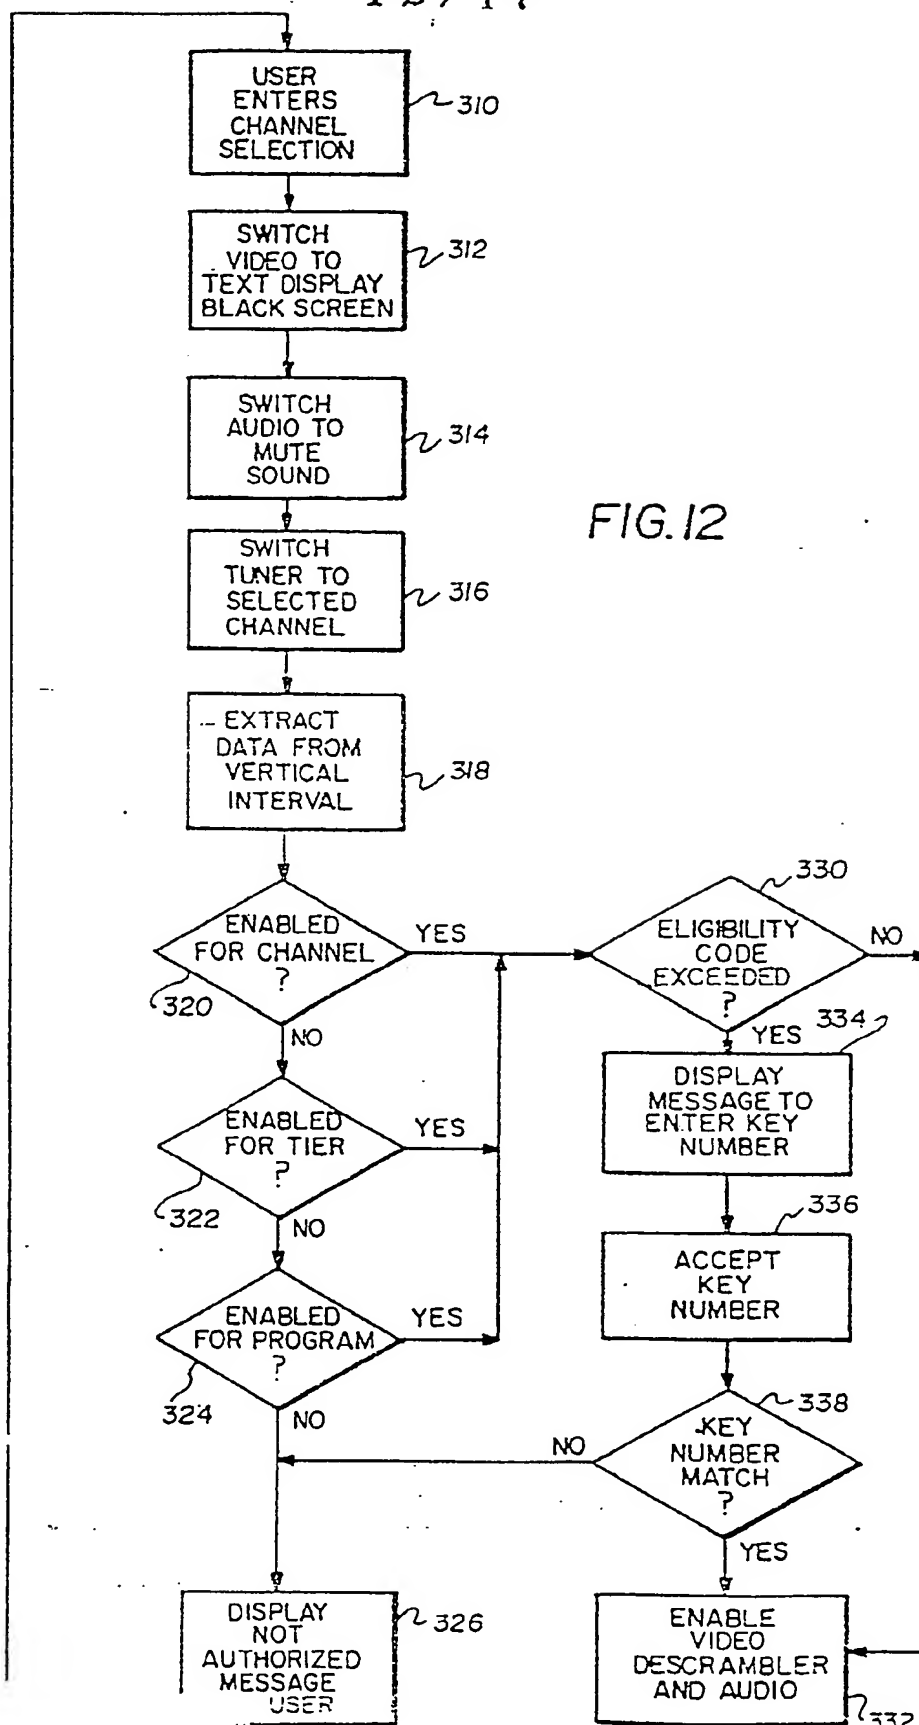 USER
ENTERS
CHANNEL
SELECTION
310
SWITCH
VIDEO TO
TEXT DISPLAY
BLACK SCREEN
312
SWITCH
AUDIO TO
MUTE
SOUND
314
FIG. 12
SWITCH
TUNER TO
SELECTED
CHANNEL
316
EXTRACT
DATA FROM
VERTICAL
INTERVAL
318
ENABLED
FOR CHANNEL
?
320
YES
NO
330
ELIGIBILITY
CODE
EXCEEDED
?
NO
YES
334
ENABLED
FOR TIER
?
322
YES
NO
DISPLAY
MESSAGE TO
ENTER KEY
NUMBER
336
ACCEPT
KEY
NUMBER
ENABLED
FOR PROGRAM
?
324
YES
NO
338
KEY
NUMBER
MATCH
?
NO
YES
DISPLAY
NOT
AUTHORIZED
MESSAGE
USER
326
ENABLE
VIDEO
DESCRAMBLER
AND AUDIO
332